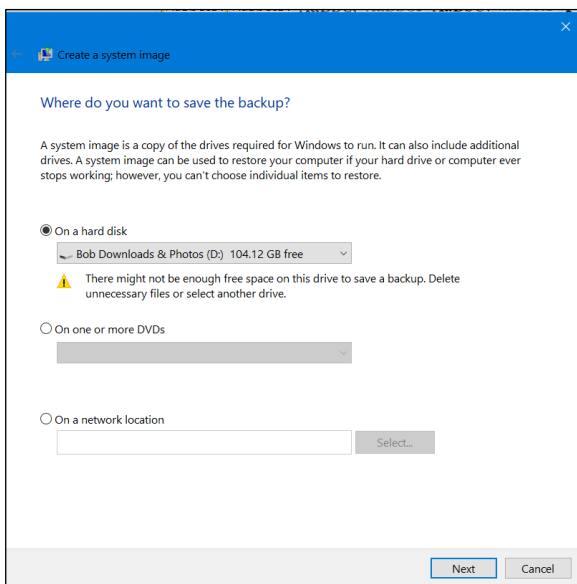 Create a system image
Where do you want to save the backup?
A system image is a copy of the drives required for Windows to run. It can also include additional
drives. A system image can be used to restore your computer if your hard drive or computer ever
stops working; however, you can't choose individual items to restore.
On a hard disk
Bob Downloads & Photos (D:) 104.12 GB free
There might not be enough free space on this drive to save a backup. Delete
unnecessary files or select another drive.
On one or more DVDs
On a network location
Select...
Next Cancel